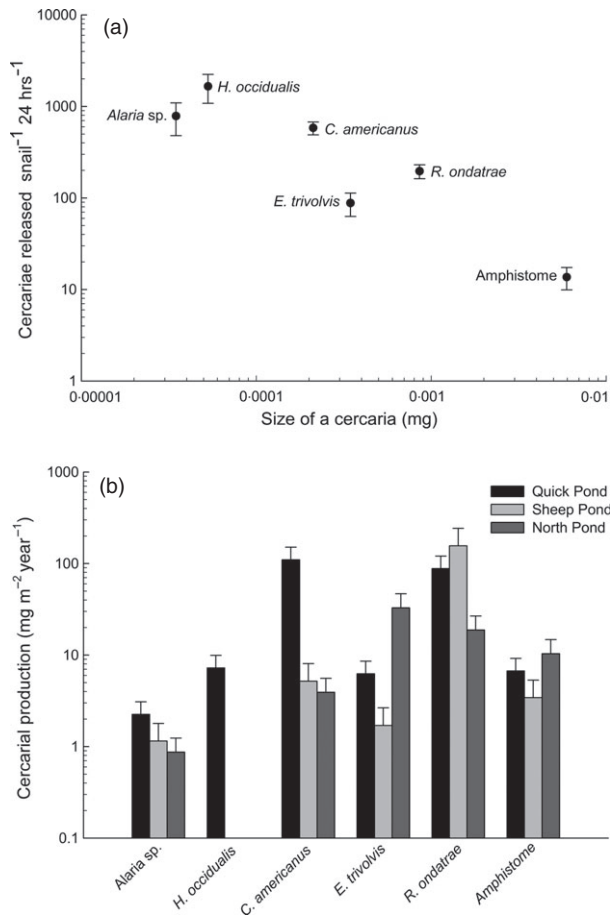 (a)
Cercariae released snail⁻¹ 24 hrs⁻¹
1000
100
10
1
H. occidualis
Alaria sp.
C. americanus
R. ondatrae
E. trivolvis
Amphistome
0·00001
0·0001
0·001
0·01
Size of a cercaria (mg)
(b)
Cercarial production (mg m⁻² year⁻¹)
1000
100
10
1
0.1
Quick Pond
Sheep Pond
North Pond
Alaria sp.
H. occidualis
C. americanus
E. trivolvis
R. ondatrae
Amphistome